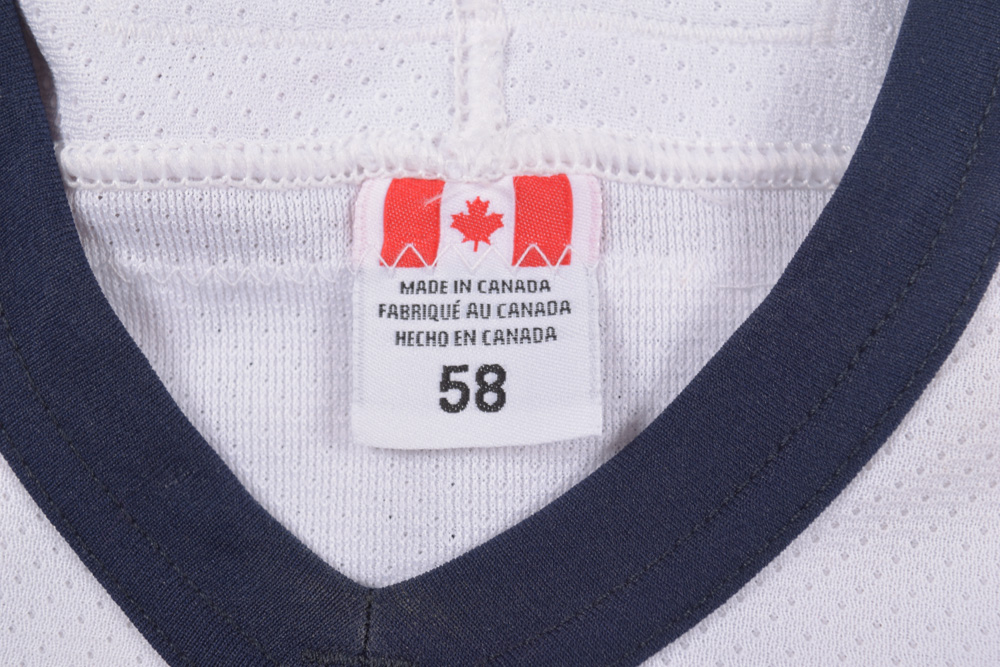 MADE IN CANADA
FABRIQUÉ AU CANADA
HECHO EN CANADA
58